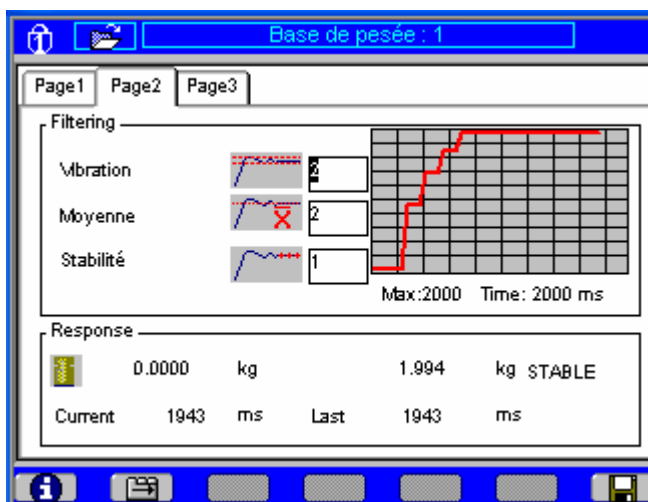 1 Base de pesée : 1
Page1 Page2 Page3
Filtering
Vibration 2
Moyenne 2
Stabilité 1
Max:2000 Time: 2000 ms
Response
0.0000 kg 1.994 kg STABLE
Current 1943 ms Last 1943 ms